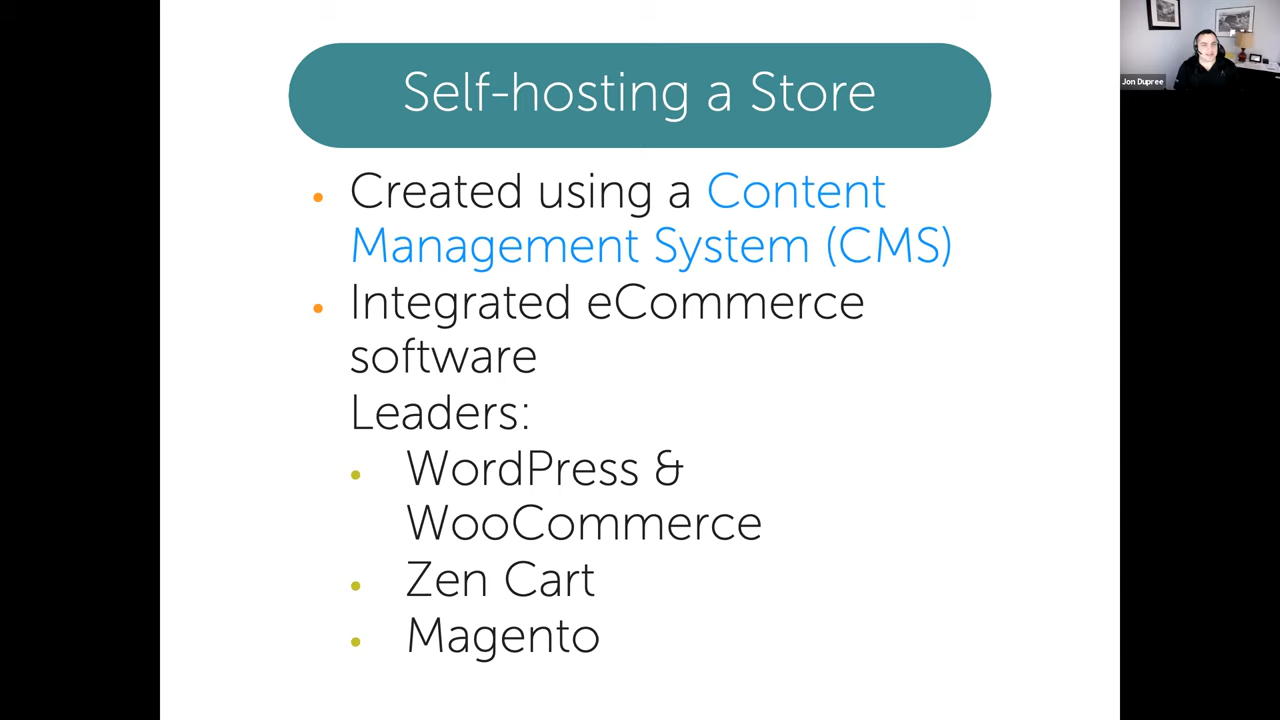 Self-hosting a Store
Jon Dupree
• Created using a Content
Management System (CMS)
• Integrated eCommerce
software
Leaders:
• WordPress &
WooCommerce
• Zen Cart
• Magento